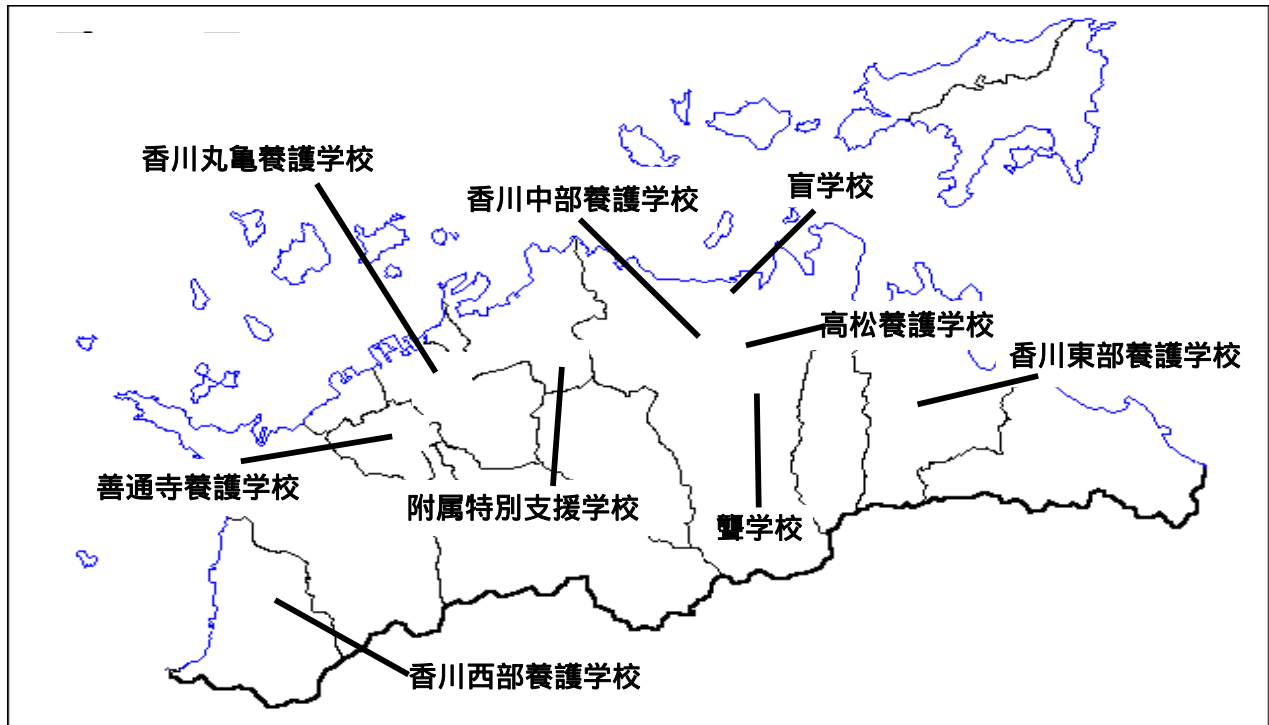 香川丸亀養護学校
盲学校
香川中部養護学校
高松養護学校
香川東部養護学校
善通寺養護学校
附属特別支援学校
聾学校
香川西部養護学校